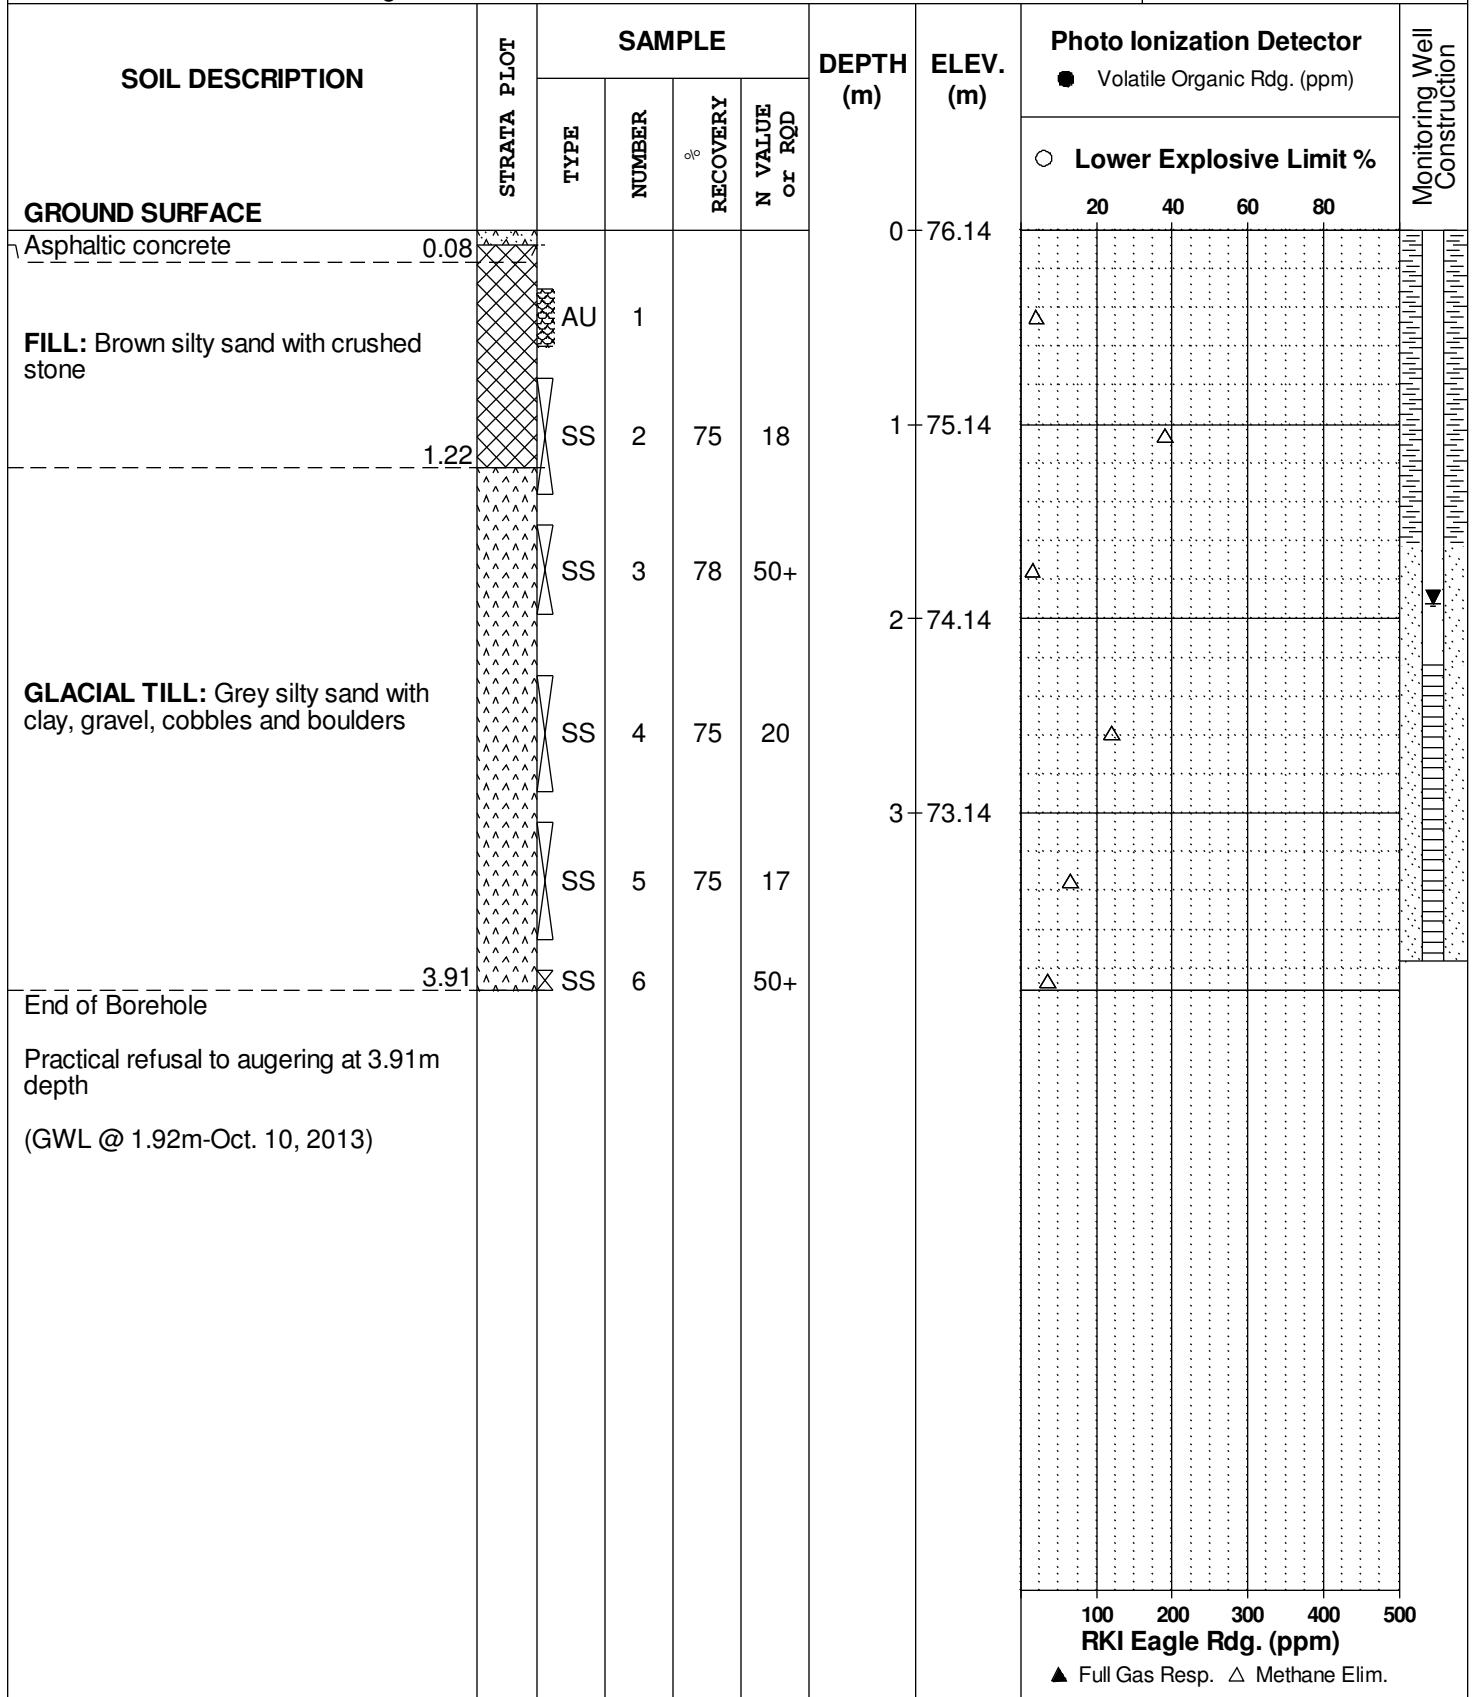 SOIL DESCRIPTION
GROUND SURFACE
STRATA PLOT
SAMPLE
TYPE
NUMBER
%
RECOVERY
N VALUE
or RQD
DEPTH
(m)
ELEV.
(m)
Photo Ionization Detector
● Volatile Organic Rdg. (ppm)
○ Lower Explosive Limit %
20 40 60 80
Monitoring Well
Construction
0 76.14
Asphaltic concrete 0.08
AU 1
FILL: Brown silty sand with crushed
stone
1 75.14
SS 2 75 18
1.22
SS 3 78 50+
2 74.14
GLACIAL TILL: Grey silty sand with
clay, gravel, cobbles and boulders
SS 4 75 20
3 73.14
SS 5 75 17
3.91
SS 6 50+
End of Borehole
Practical refusal to augering at 3.91m
depth
(GWL @ 1.92m-Oct. 10, 2013)
100 200 300 400 500
RKI Eagle Rdg. (ppm)
▲ Full Gas Resp. △ Methane Elim.